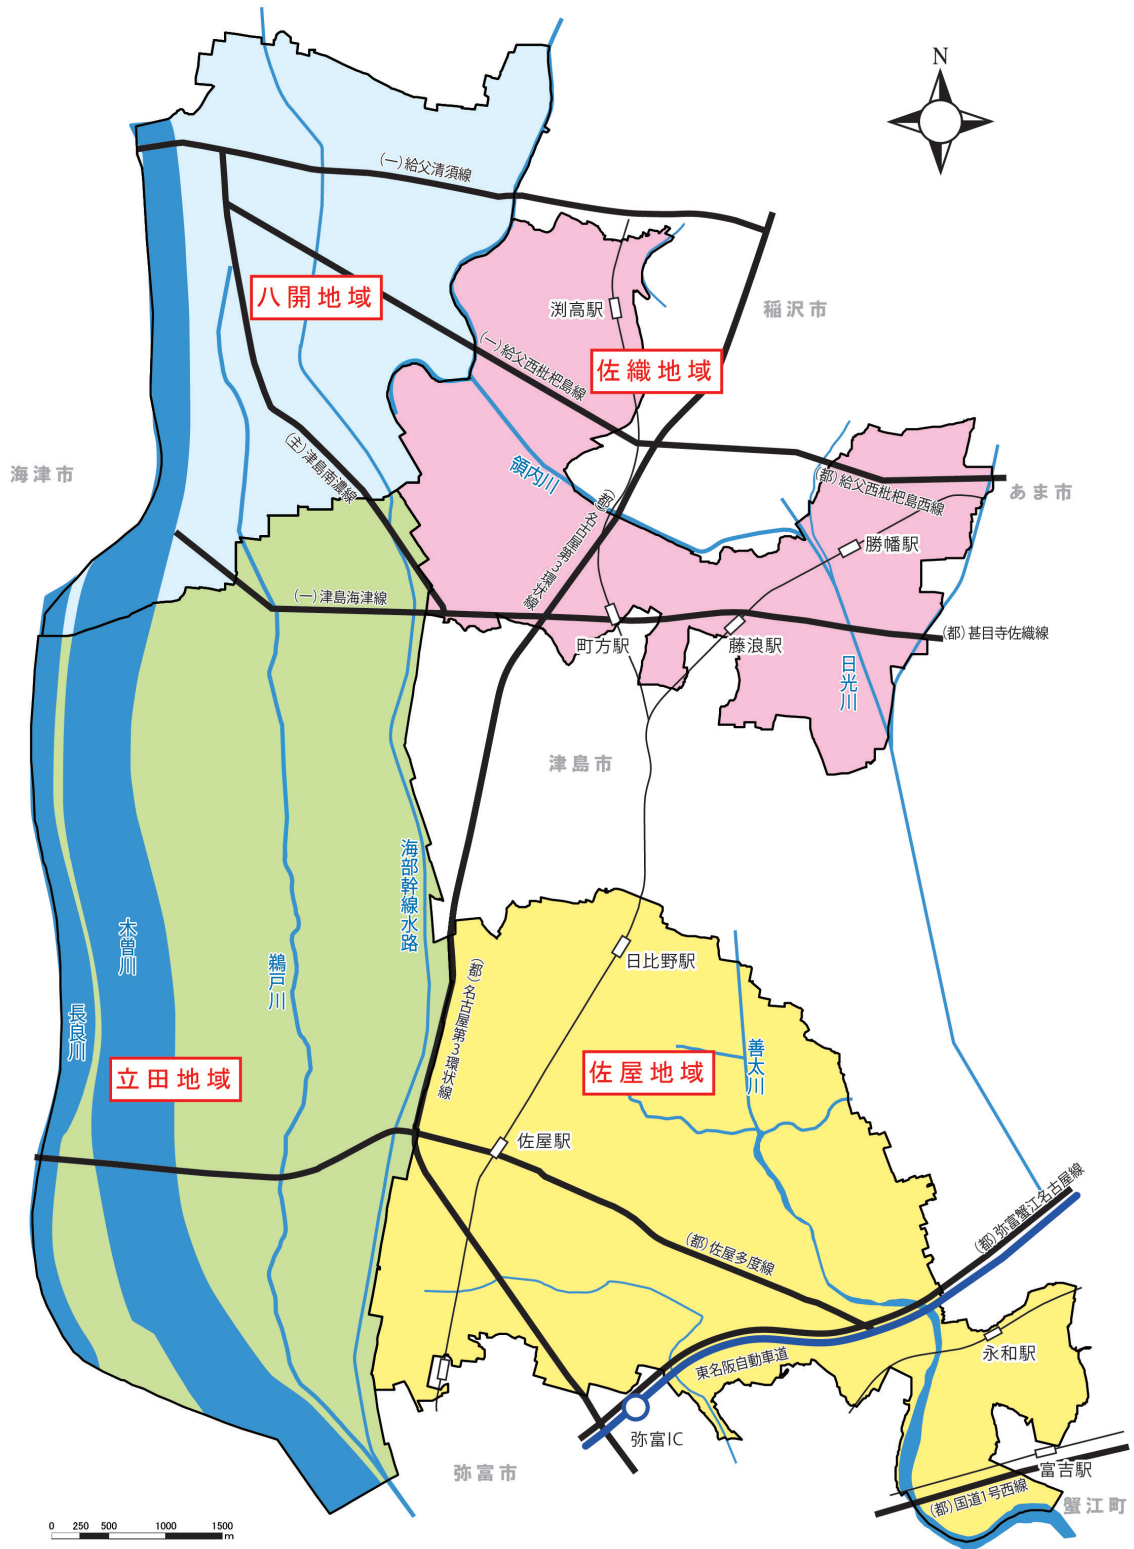 N
(一)給父清須線
八開地域
渕高駅
稲沢市
(一)給父西枇杷島線
佐織地域
(主)津島南濃線
海津市
領内川
(都)名古屋第3環状線
(都)給父西枇杷島西線
あま市
勝幡駅
(一)津島海津線
町方駅
藤浪駅
(都)甚目寺佐織線
日光川
津島市
海部幹線水路
木曽川
鵜戸川
長良川
(都)名古屋第3環状線
日比野駅
善太川
立田地域
佐屋地域
佐屋駅
(都)弥富蟹江名古屋線
(都)佐屋多度線
永和駅
東名阪自動車道
弥富IC
弥富市
富吉駅
(都)国道1号西線
蟹江町
0 250 500 1000 1500
m